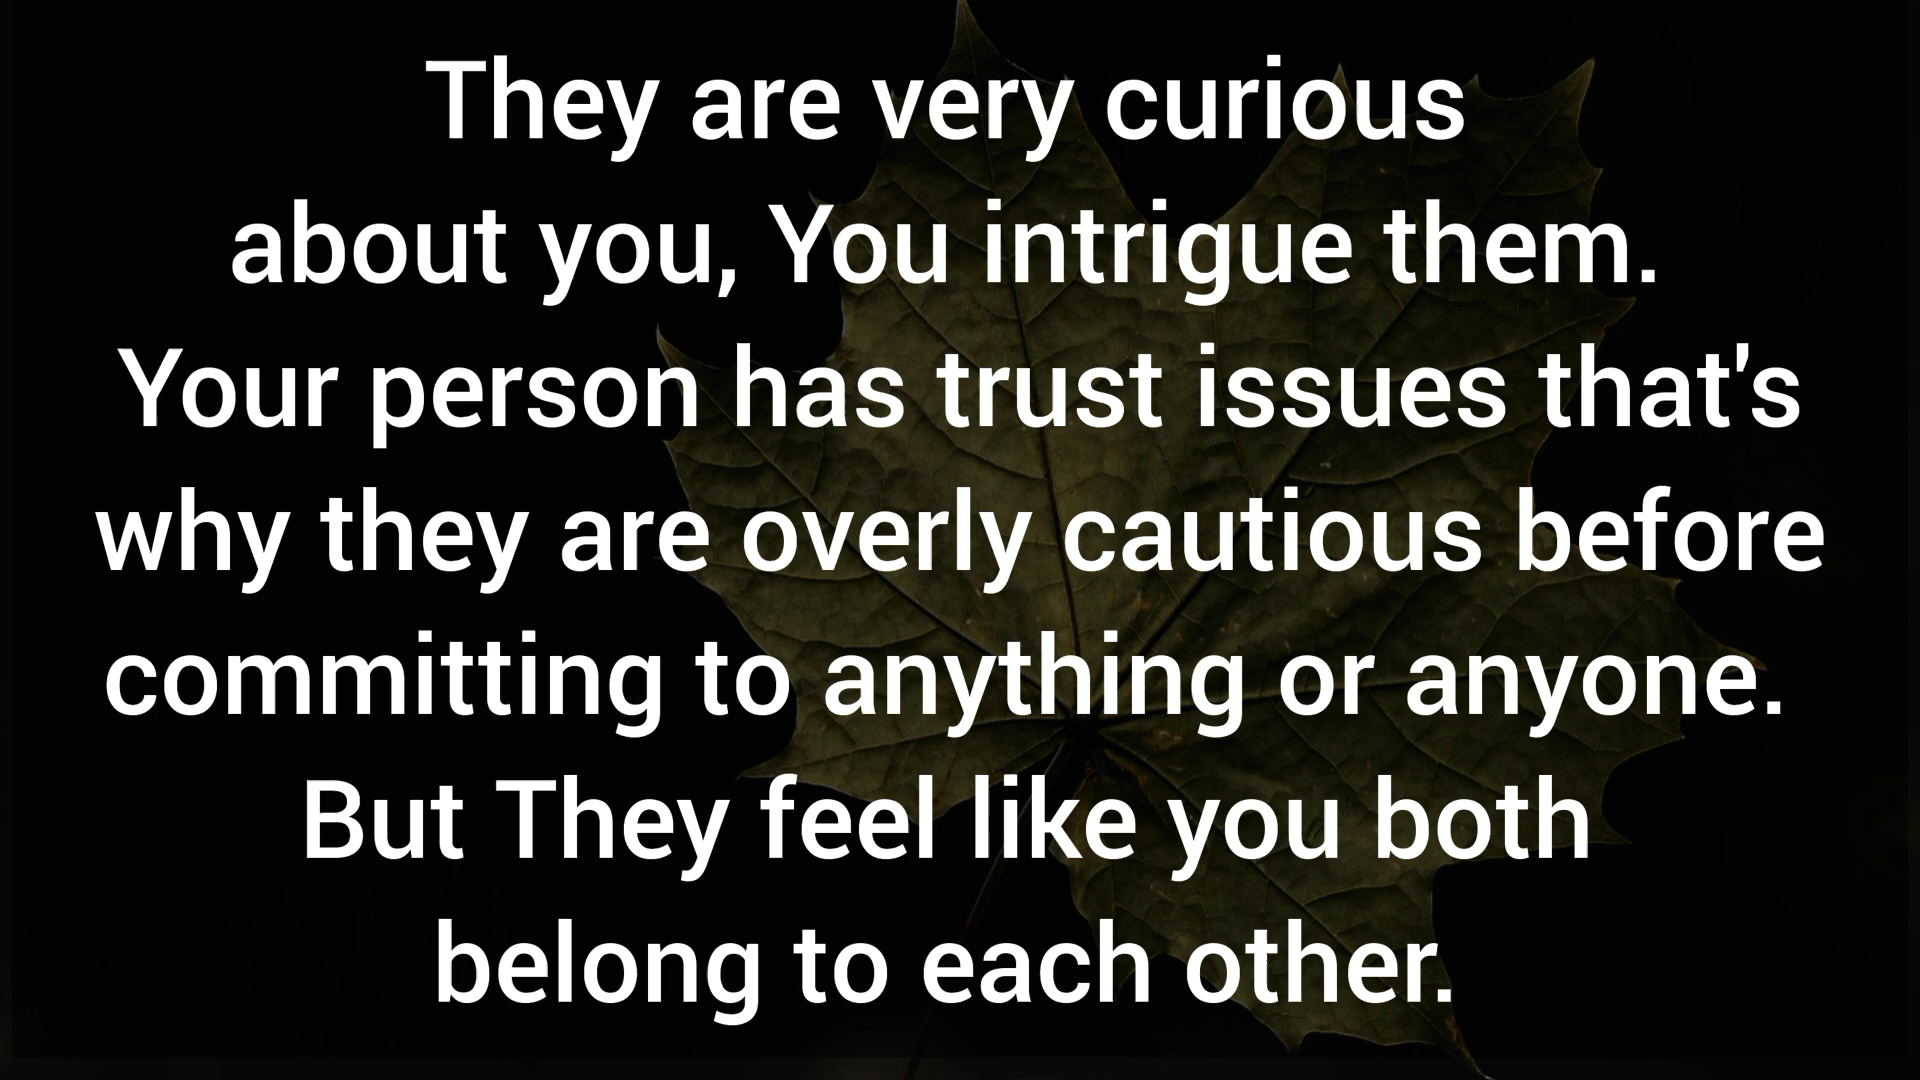 They are very curious
about you, You intrigue them.
Your person has trust issues that's
why they are overly cautious before
committing to anything or anyone.
But They feel like you both
belong to each other.